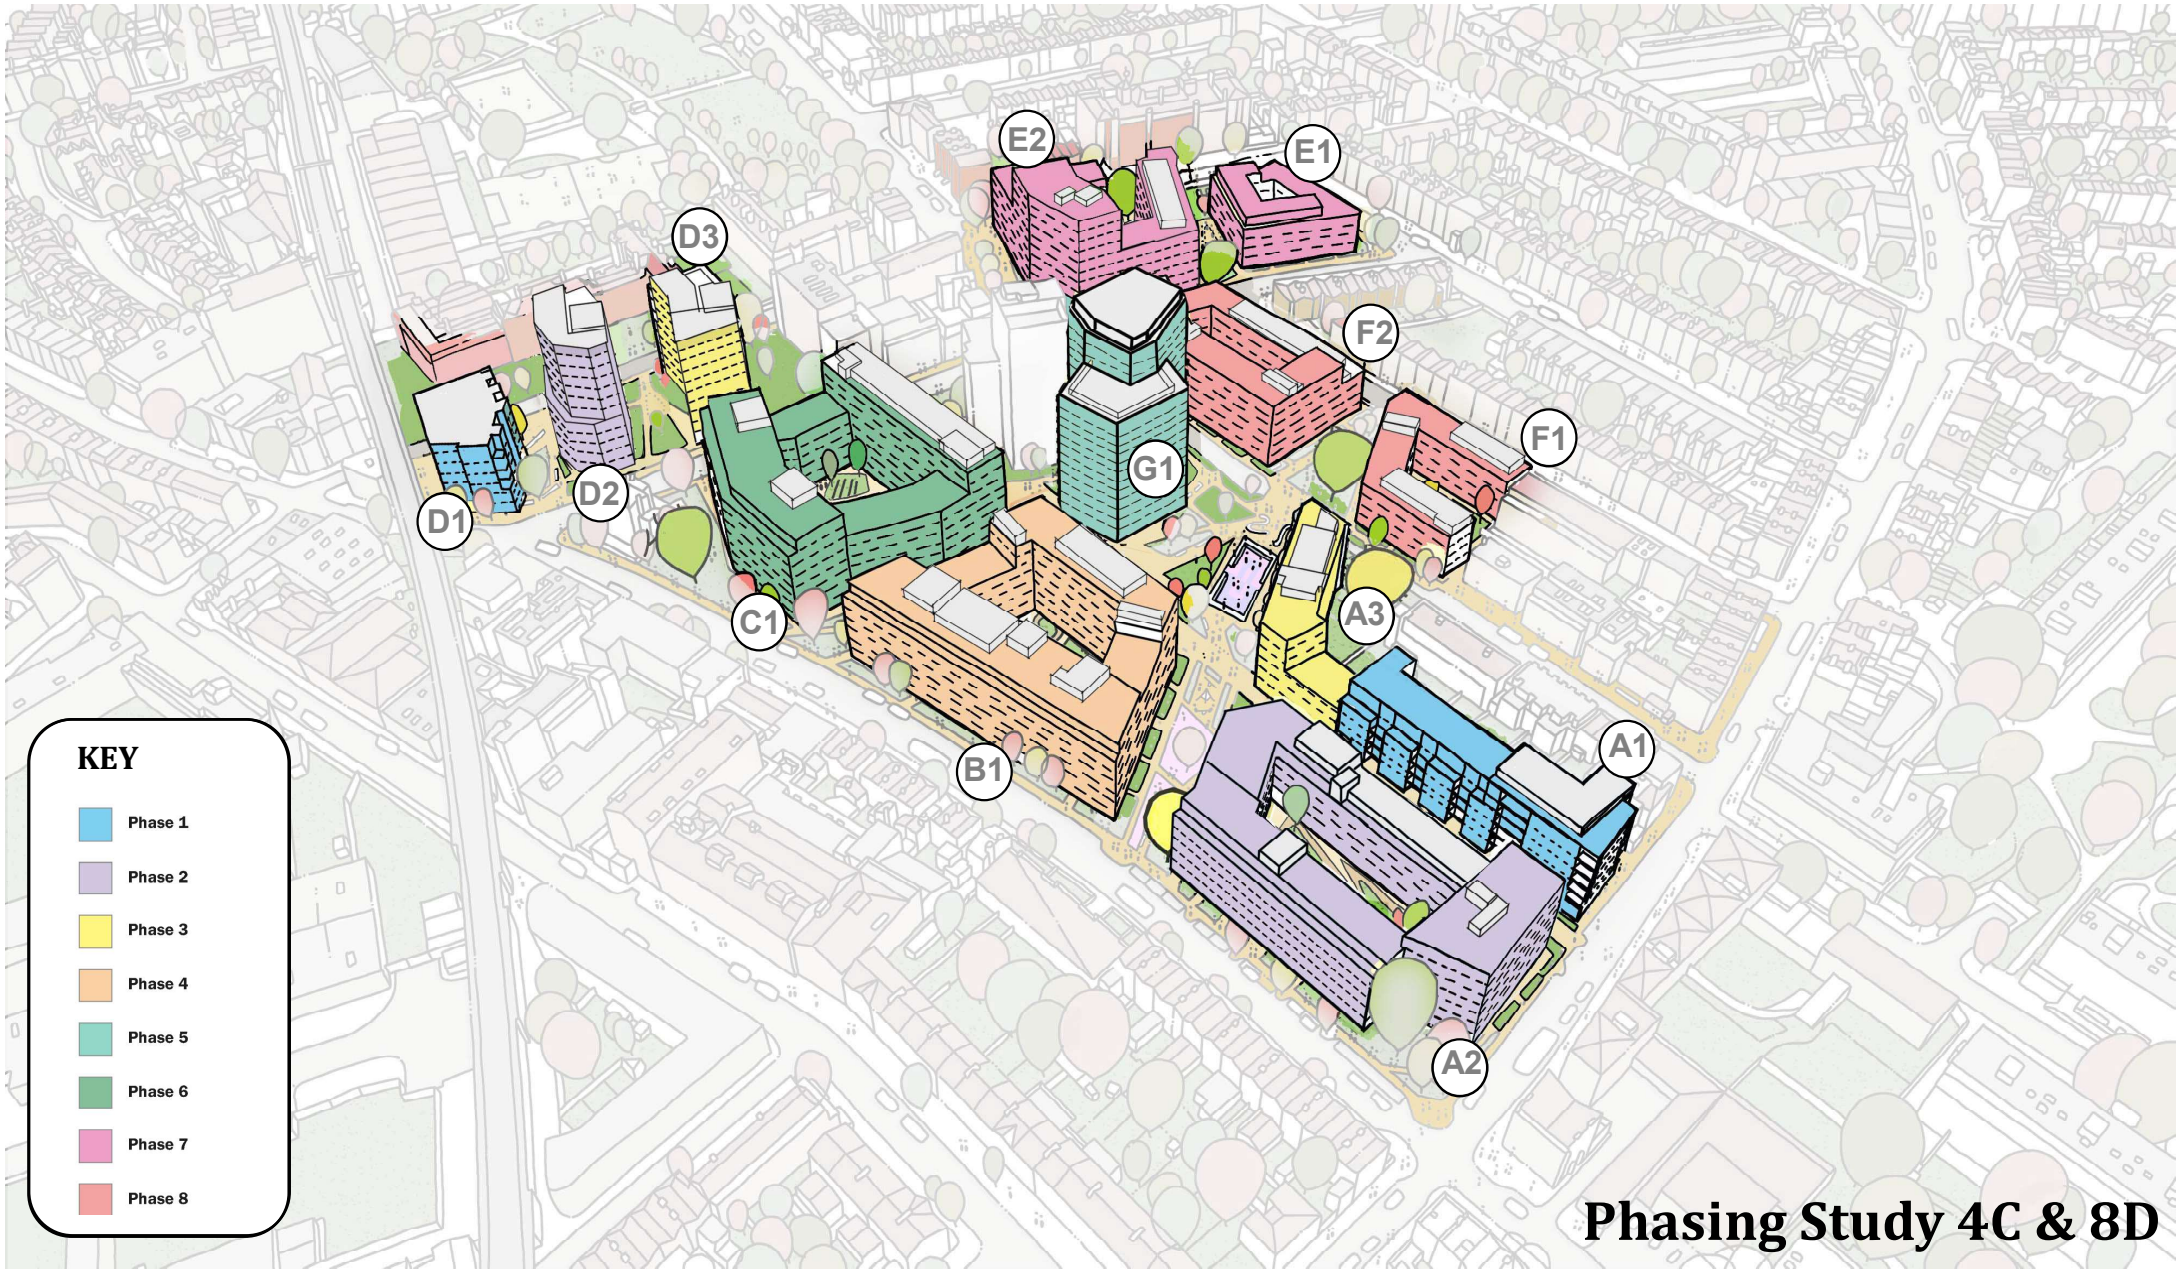 E2
E1
D3
F2
F1
G1
D2
D1
C1
A3
A1
B1
A2
KEY
Phase 1
Phase 2
Phase 3
Phase 4
Phase 5
Phase 6
Phase 7
Phase 8
Phasing Study 4C & 8D